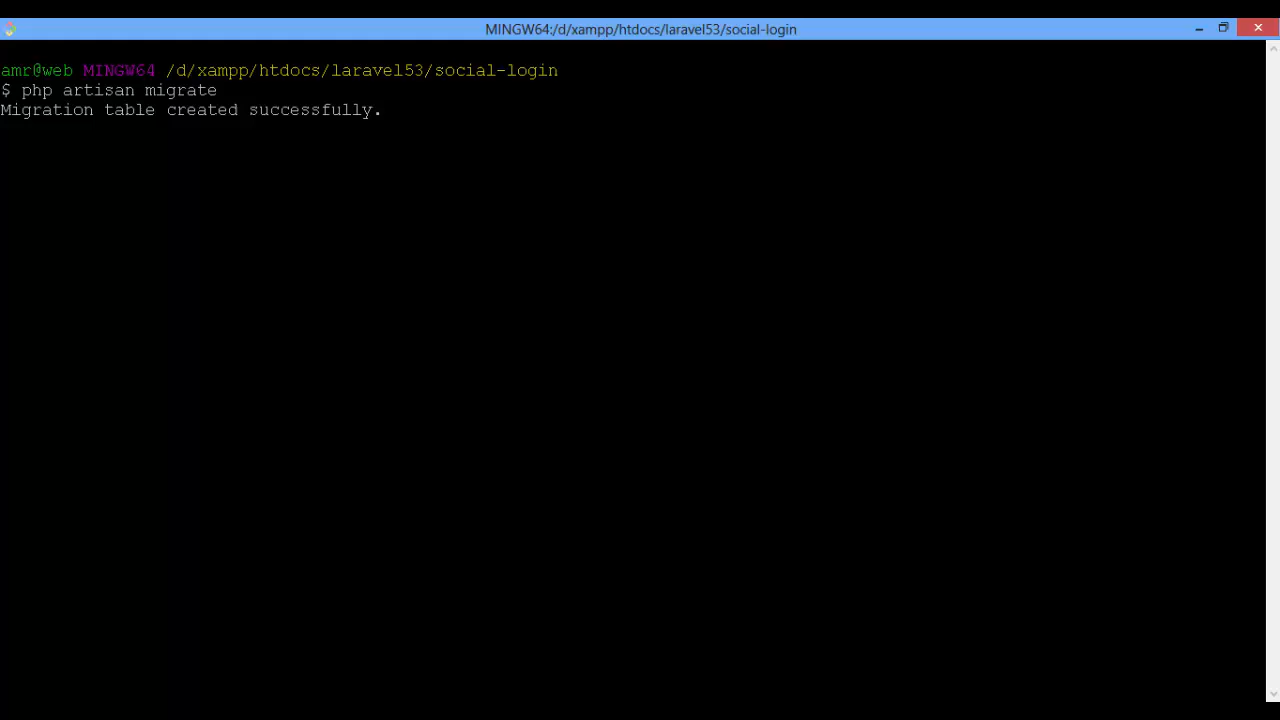 MINGW64:/d/xampp/htdocs/laravel53/social-login
amr@web MINGW64 /d/xampp/htdocs/laravel53/social-login
$ php artisan migrate
Migration table created successfully.